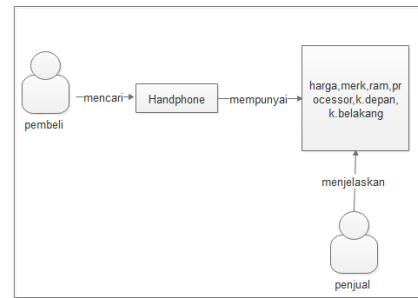 mencari
Handphone
mempunyai
harga,merk,ram,pr
ocessor,k.depan,
k.belakang
pembeli
menjelaskan
penjual